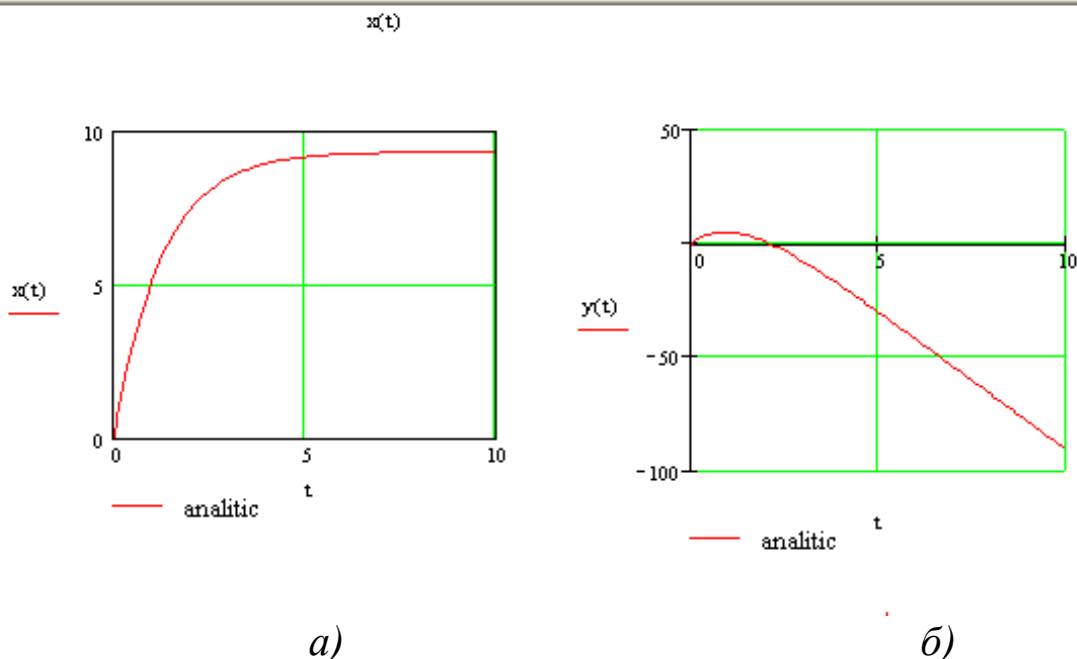 x(t)
10
5
0
x(t)
0 5 10
t
analitic
50
0 5 10
y(t)
−50
−100
t
analitic
а) б)